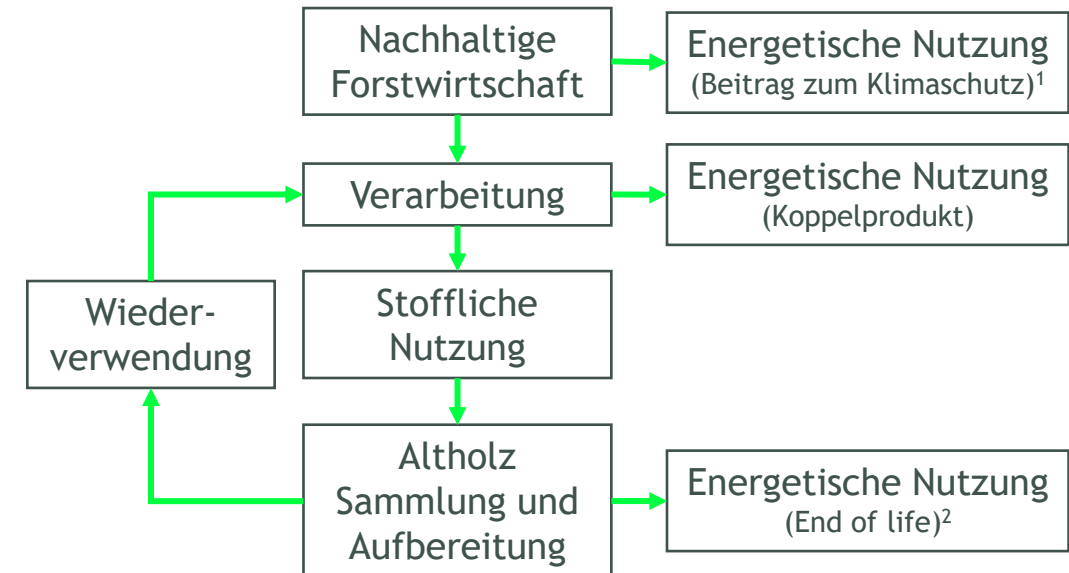 Nachhaltige
Forstwirtschaft
Energetische Nutzung
(Beitrag zum Klimaschutz)¹
Verarbeitung
Energetische Nutzung
(Koppelprodukt)
Wieder-
verwendung
Stoffliche
Nutzung
Altholz
Sammlung und
Aufbereitung
Energetische Nutzung
(End of life)²